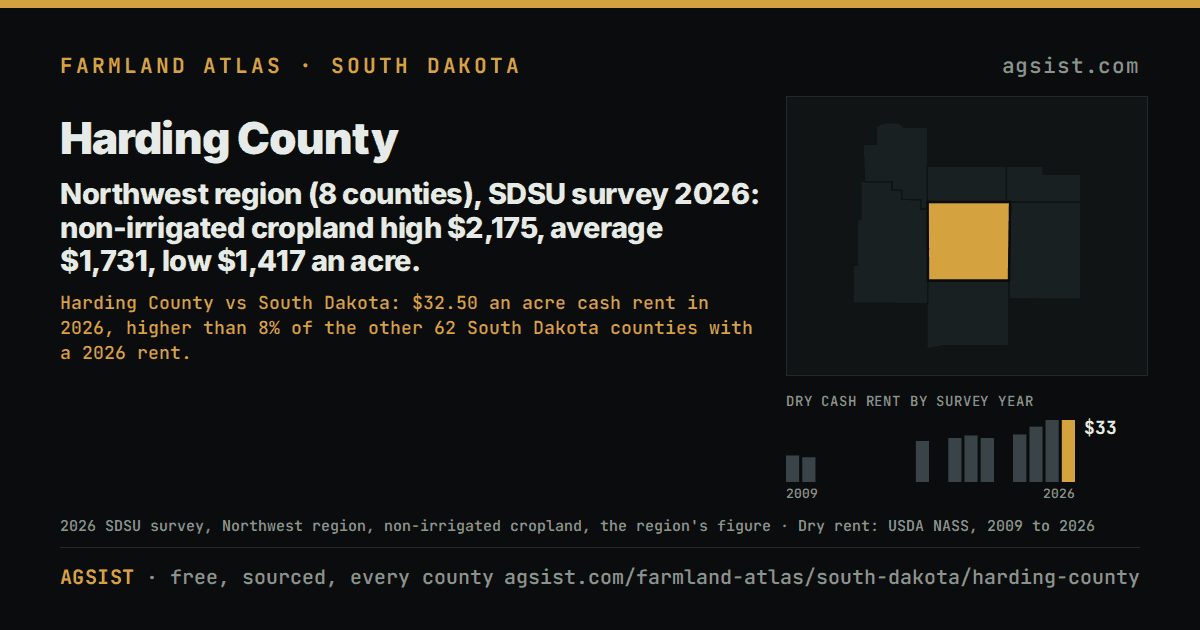 FARMLAND ATLAS · SOUTH DAKOTA
agsist.com
Harding County
Northwest region (8 counties), SDSU survey 2026:
non-irrigated cropland high $2,175, average
$1,731, low $1,417 an acre.
Harding County vs South Dakota: $32.50 an acre cash rent in
2026, higher than 8% of the other 62 South Dakota counties with
a 2026 rent.
DRY CASH RENT BY SURVEY YEAR
$33
2009
2026
2026 SDSU survey, Northwest region, non-irrigated cropland, the region's figure · Dry rent: USDA NASS, 2009 to 2026
AGSIST · free, sourced, every county agsist.com/farmland-atlas/south-dakota/harding-county